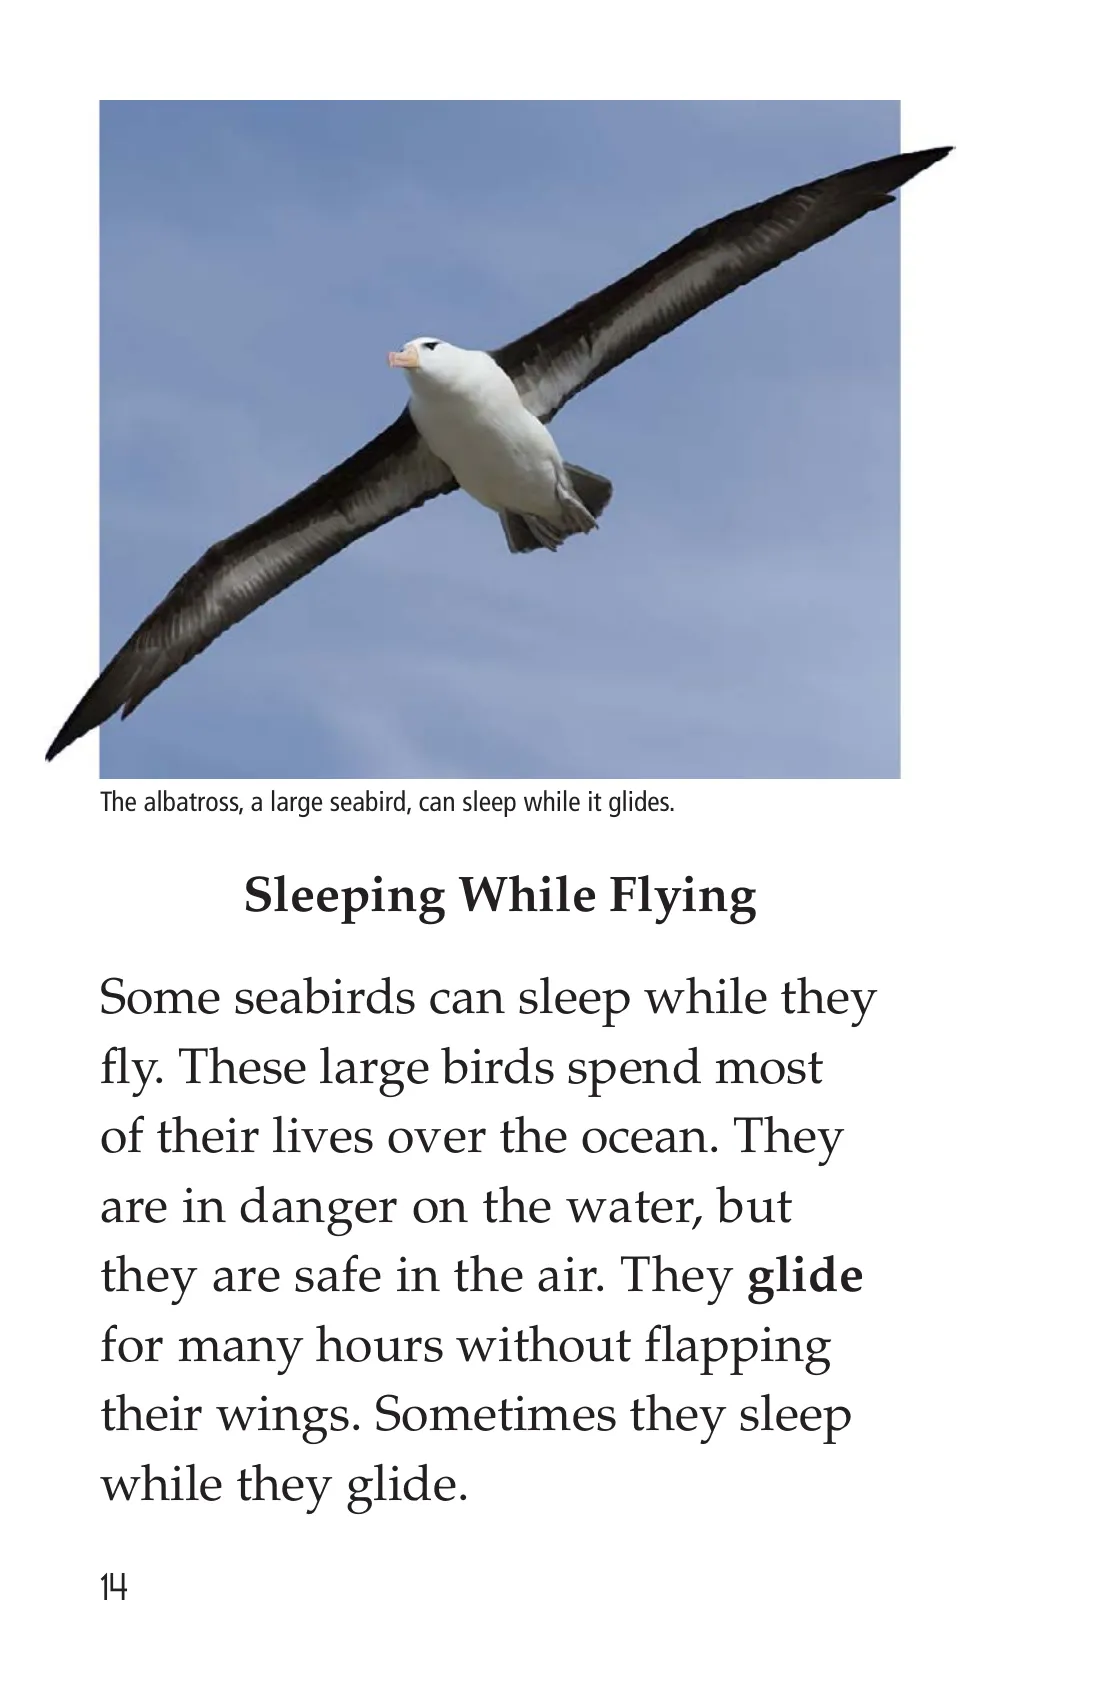 The albatross, a large seabird, can sleep while it glides.
Sleeping While Flying
Some seabirds can sleep while they
fly. These large birds spend most
of their lives over the ocean. They
are in danger on the water, but
they are safe in the air. They glide
for many hours without flapping
their wings. Sometimes they sleep
while they glide.
14